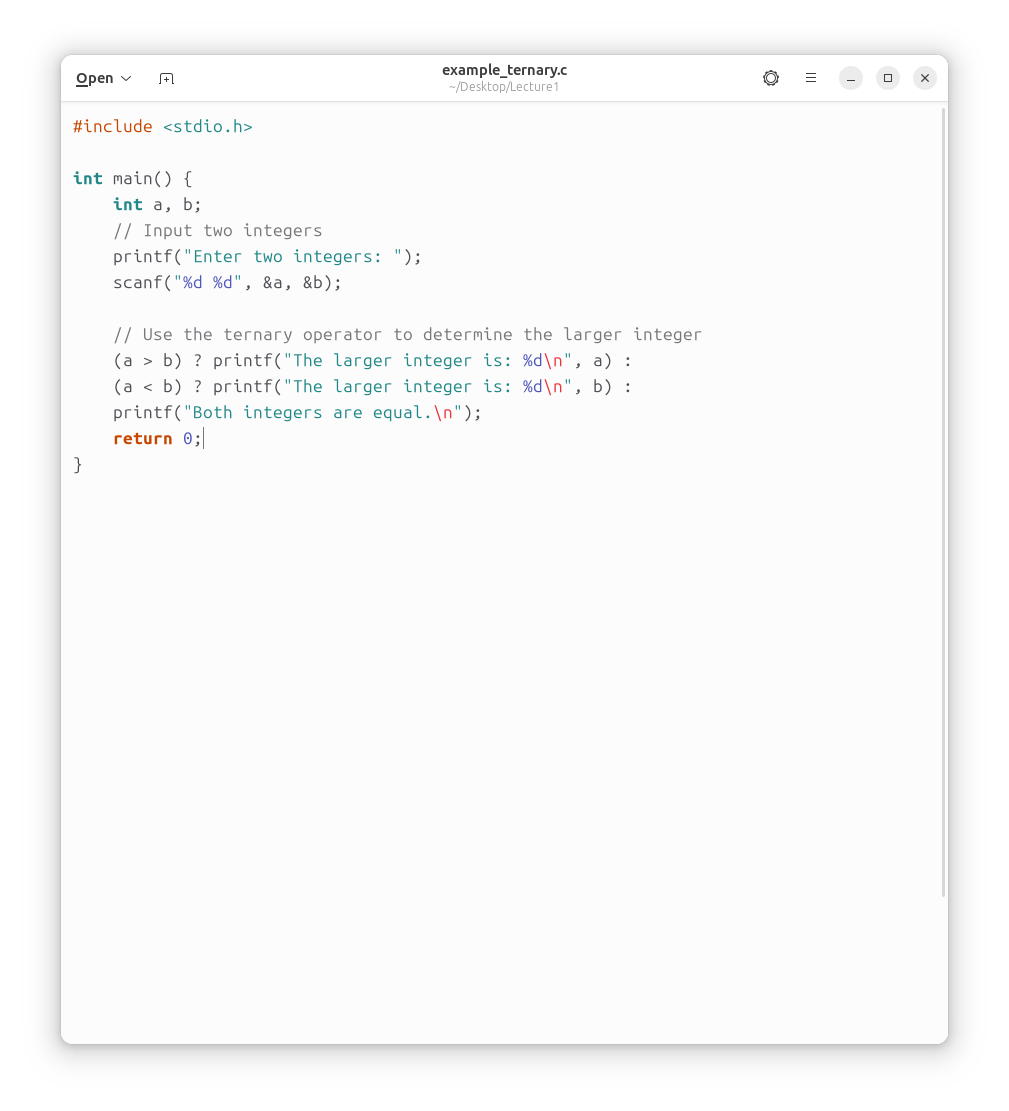 Open
example_ternary.c
~/Desktop/Lecture1
#include <stdio.h>
int main() {
    int a, b;
    // Input two integers
    printf("Enter two integers: ");
    scanf("%d %d", &a, &b);
    // Use the ternary operator to determine the larger integer
    (a > b) ? printf("The larger integer is: %d\n", a) :
    (a < b) ? printf("The larger integer is: %d\n", b) :
    printf("Both integers are equal.\n");
    return 0;
}